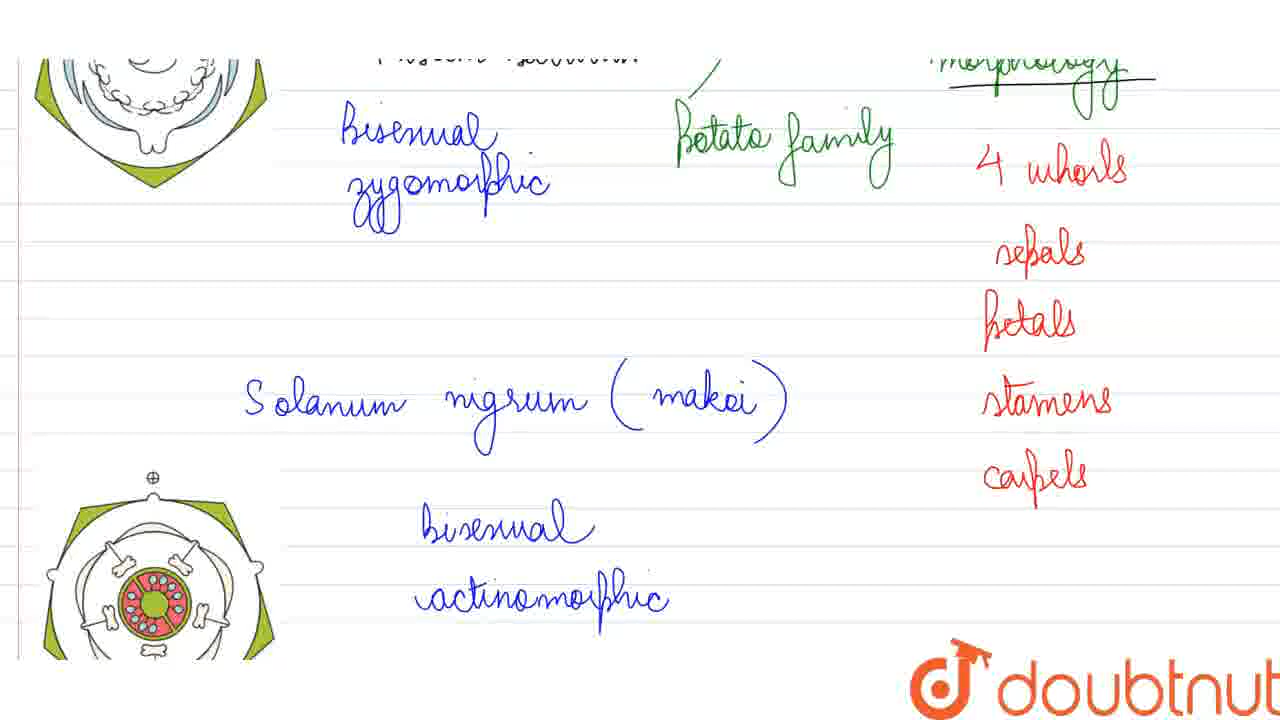 morphology
Bisexual
zygomorphic
Potato family
4 whorls
sepals
petals
stamens
carpels
Solanum nigrum (makoi)
bisexual
actinomorphic
doubtnut